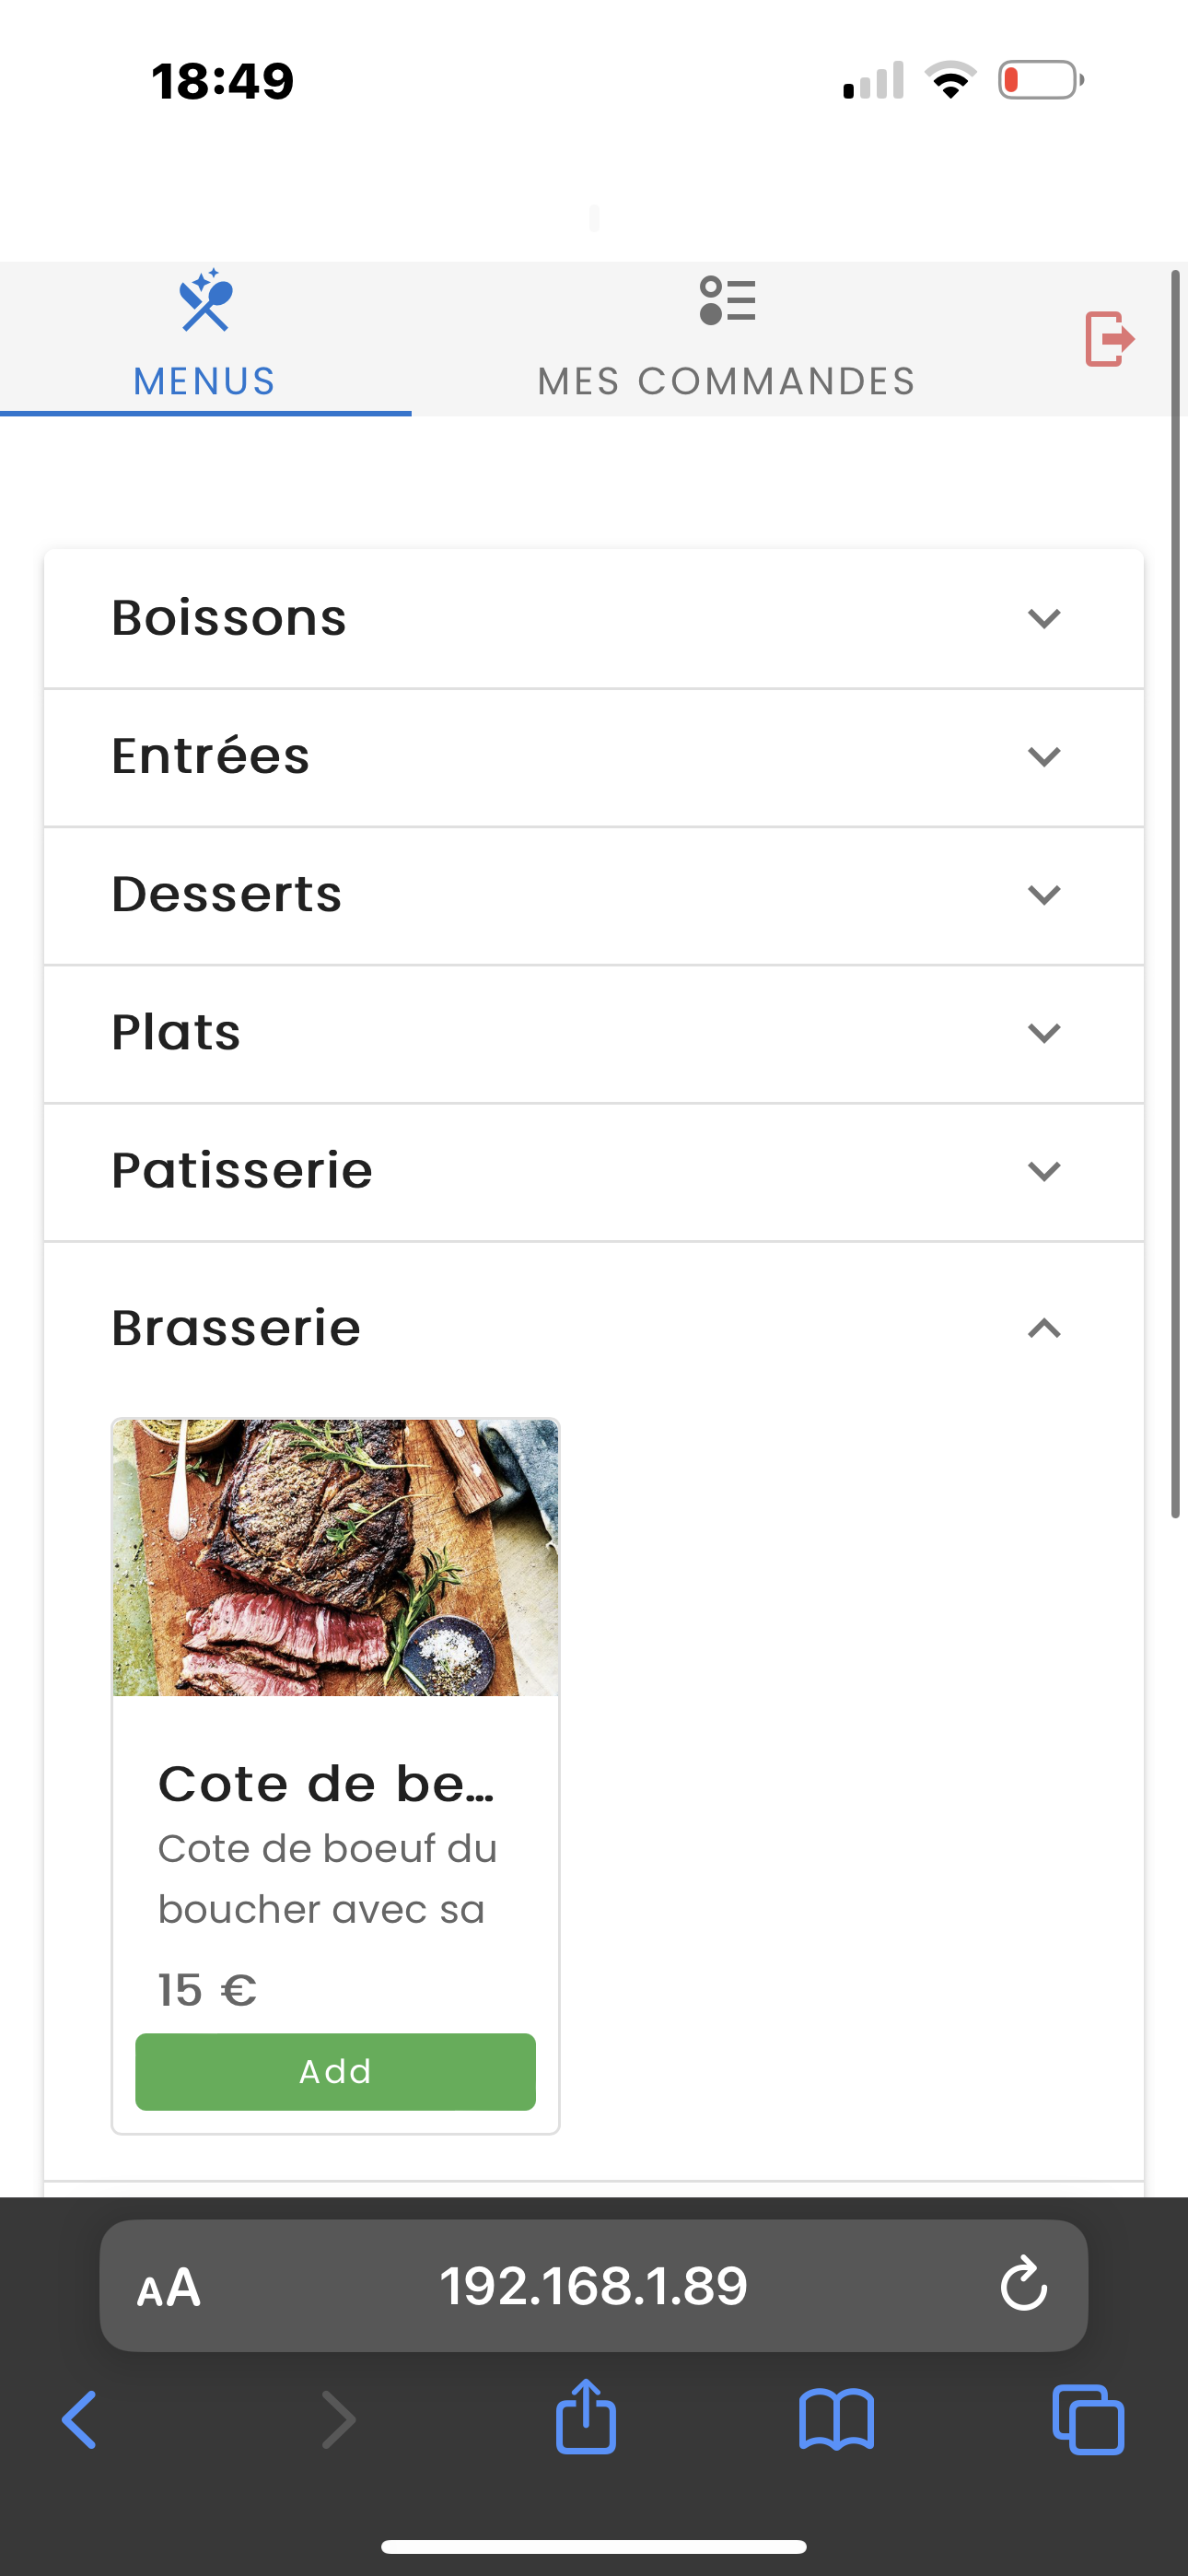 18:49
MENUS
MES COMMANDES
Boissons
Entrées
Desserts
Plats
Patisserie
Brasserie
Cote de be...
Cote de boeuf du
boucher avec sa
15 €
Add
AA 192.168.1.89